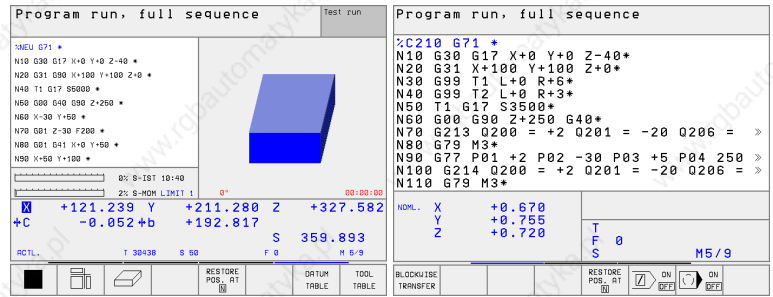 Program run, full sequence
Test run
%NEU G71 *
N10 G30 G17 X+0 Y+0 Z-40 *
N20 G31 G90 X+100 Y+100 Z+0 *
N40 T1 G17 S5000 *
N50 G00 G40 G90 Z+250 *
N60 X-30 Y+50 *
N70 G01 Z-30 F200 *
N80 G01 G41 X+0 Y+50 *
N90 X+50 Y+100 *
0% S-IST 10:40
2% S-MOM LIMIT 1
0° 00:00:00
X +121.239 Y +211.280 Z +327.582
C -0.052 b +192.817
S 359.893
ACTL. T 30438 S 50 F 0 M 5/9
RESTORE POS. AT N
DATUM TABLE
TOOL TABLE
Program run, full sequence
%C210 G71 *
N10 G30 G17 X+0 Y+0 Z-40*
N20 G31 X+100 Y+100 Z+0*
N30 G99 T1 L+0 R+6*
N40 G99 T2 L+0 R+3*
N50 T1 G17 S3500*
N60 G00 G90 Z+250 G40*
N70 G213 Q200 = +2 Q201 = -20 Q206 = »
N80 G79 M3*
N90 G77 P01 +2 P02 -30 P03 +5 P04 250 »
N100 G214 Q200 = +2 Q201 = -20 Q206 = »
N110 G79 M3*
NOML. X +0.670
Y +0.755
Z +0.720
T
F 0
S M5/9
BLOCKWISE TRANSFER
RESTORE POS. AT N
ON OFF
ON OFF
www.rgbautomatyka.pl